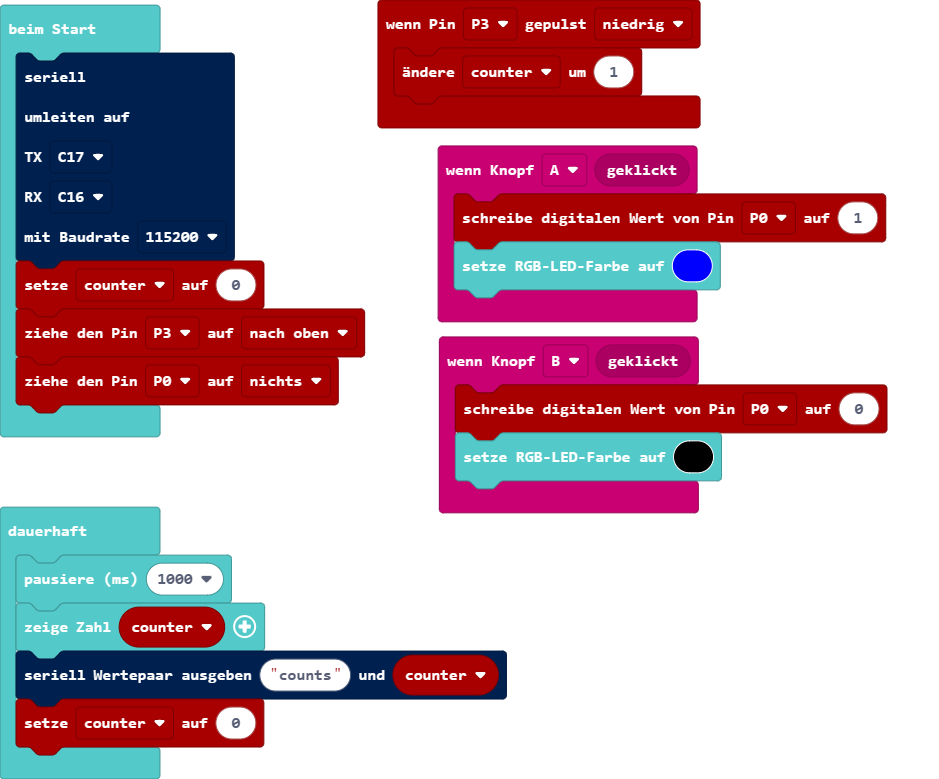 beim Start
seriell
umleiten auf
TX C17
RX C16
mit Baudrate 115200
setze counter auf 0
ziehe den Pin P3 auf nach oben
ziehe den Pin P0 auf nichts
wenn Pin P3 gepulst niedrig
ändere counter um 1
wenn Knopf A geklickt
schreibe digitalen Wert von Pin P0 auf 1
setze RGB-LED-Farbe auf
wenn Knopf B geklickt
schreibe digitalen Wert von Pin P0 auf 0
setze RGB-LED-Farbe auf
dauerhaft
pausiere (ms) 1000
zeige Zahl counter
seriell Wertepaar ausgeben "counts" und counter
setze counter auf 0